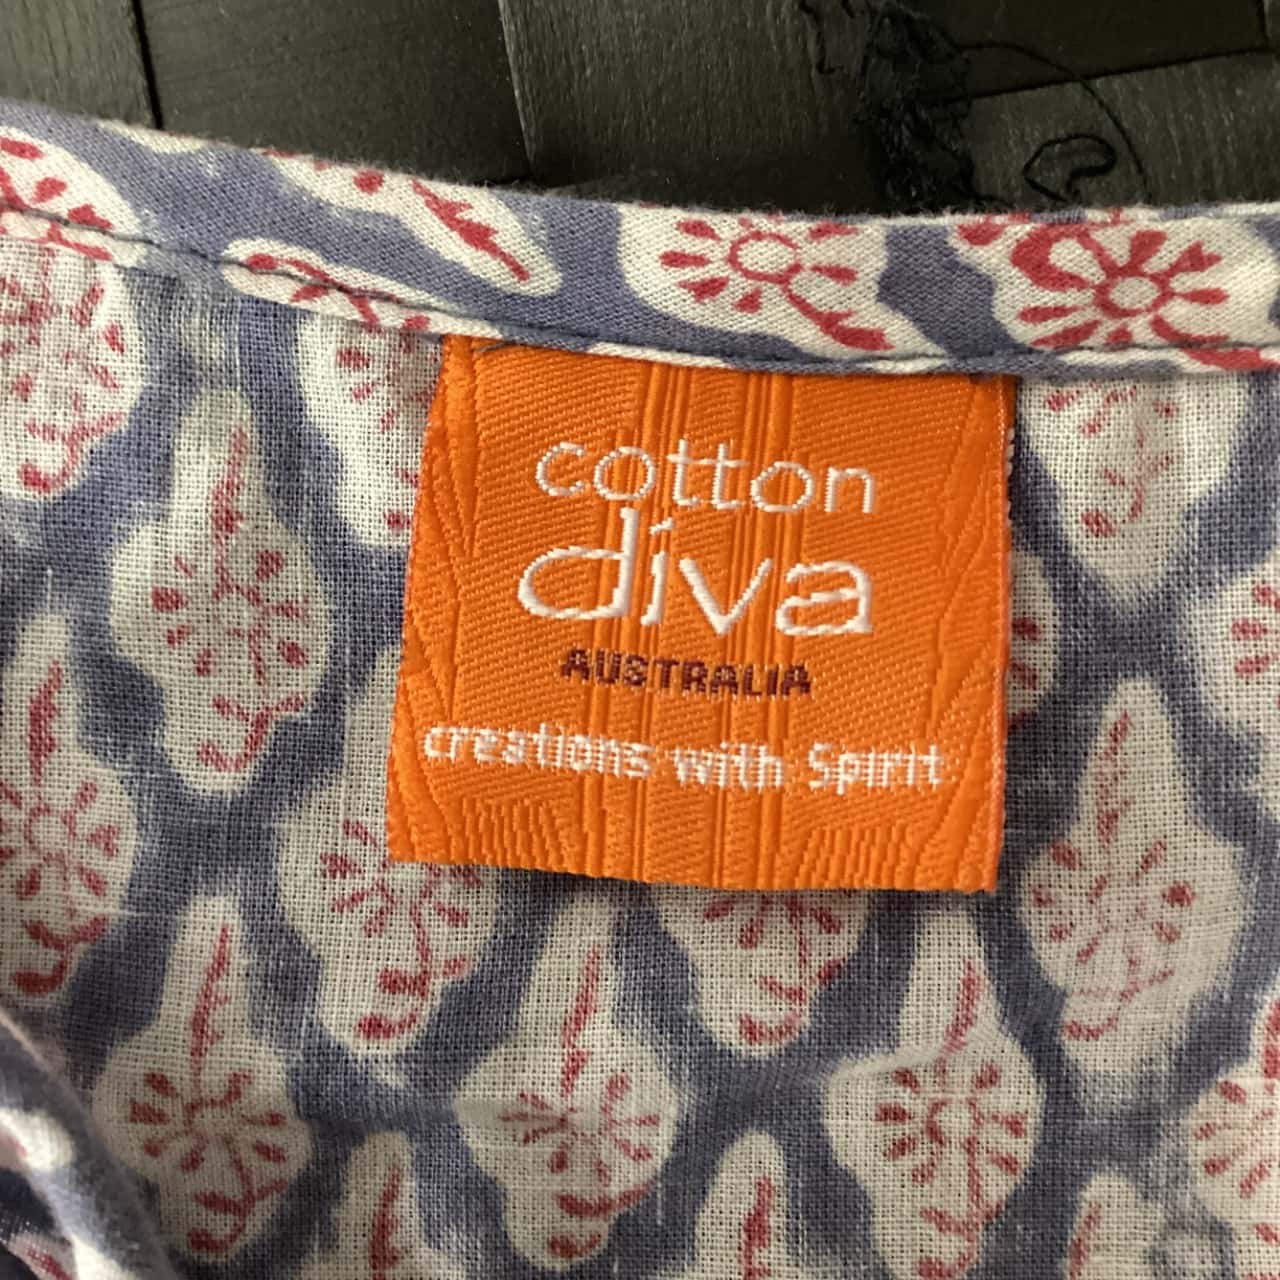 cotton
diva
AUSTRALIA
creations with Spirit